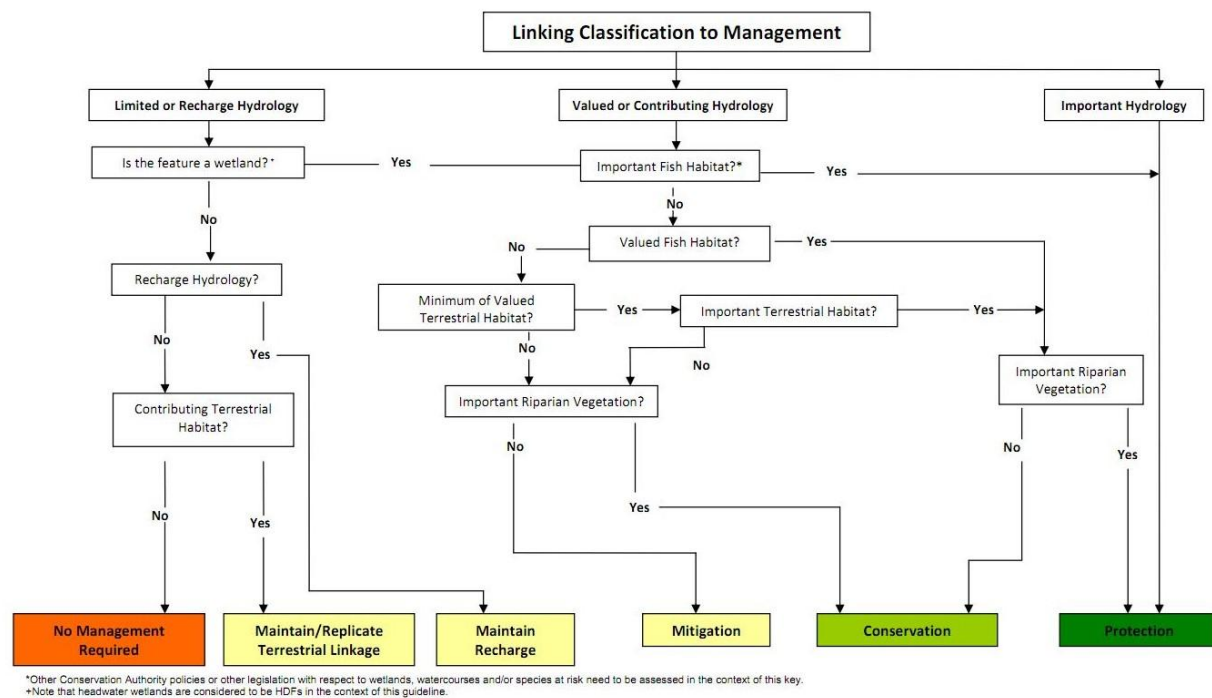 Linking Classification to Management
Limited or Recharge Hydrology
Valued or Contributing Hydrology
Important Hydrology
Is the feature a wetland?+
Yes
Important Fish Habitat?*
Yes
No
No
Valued Fish Habitat?
No
Yes
Recharge Hydrology?
Minimum of Valued
Terrestrial Habitat?
Yes
Important Terrestrial Habitat?
Yes
No
Yes
No
No
Important Riparian
Vegetation?
Contributing Terrestrial
Habitat?
Important Riparian Vegetation?
No
No
Yes
No
Yes
Yes
Yes
No
Management
Required
Maintain/Replicate
Terrestrial Linkage
Maintain
Recharge
Mitigation
Conservation
Protection
*Other Conservation Authority policies or other legislation with respect to wetlands, watercourses and/or species at risk need to be assessed in the context of this key.
+Note that headwater wetlands are considered to be HDFs in the context of this guideline.